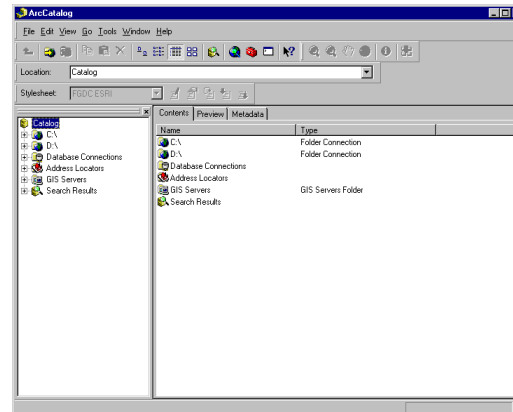 ArcCatalog
File Edit View Go Tools Window Help
Location: Catalog
Stylesheet: FGDC ESRI
Catalog
C:\
D:\
Database Connections
Address Locators
GIS Servers
Search Results
Contents Preview Metadata
Name Type
C:\ Folder Connection
D:\ Folder Connection
Database Connections
Address Locators
GIS Servers GIS Servers Folder
Search Results